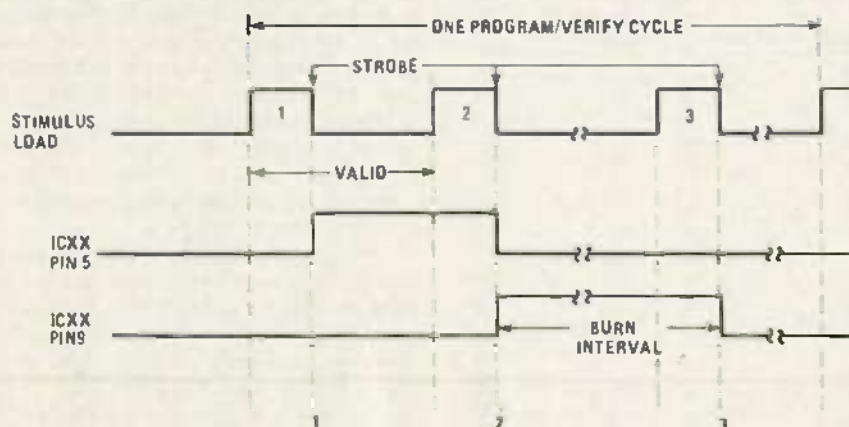 ONE PROGRAM/VERIFY CYCLE
STROBE
STIMULUS
LOAD
1
2
3
VALID
ICXX
PIN 5
ICXX
PIN9
BURN
INTERVAL
1
2
3